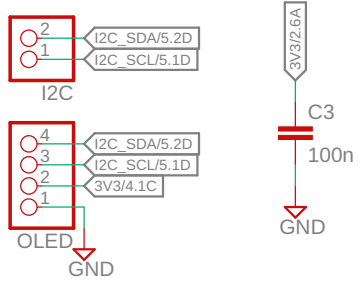 2 I2C_SDA/5.2D
1 I2C_SCL/5.1D
I2C
4 I2C_SDA/5.2D
3 I2C_SCL/5.1D
2 3V3/4.1C
1
OLED
GND
3V3/2.6A
C3
100n
GND